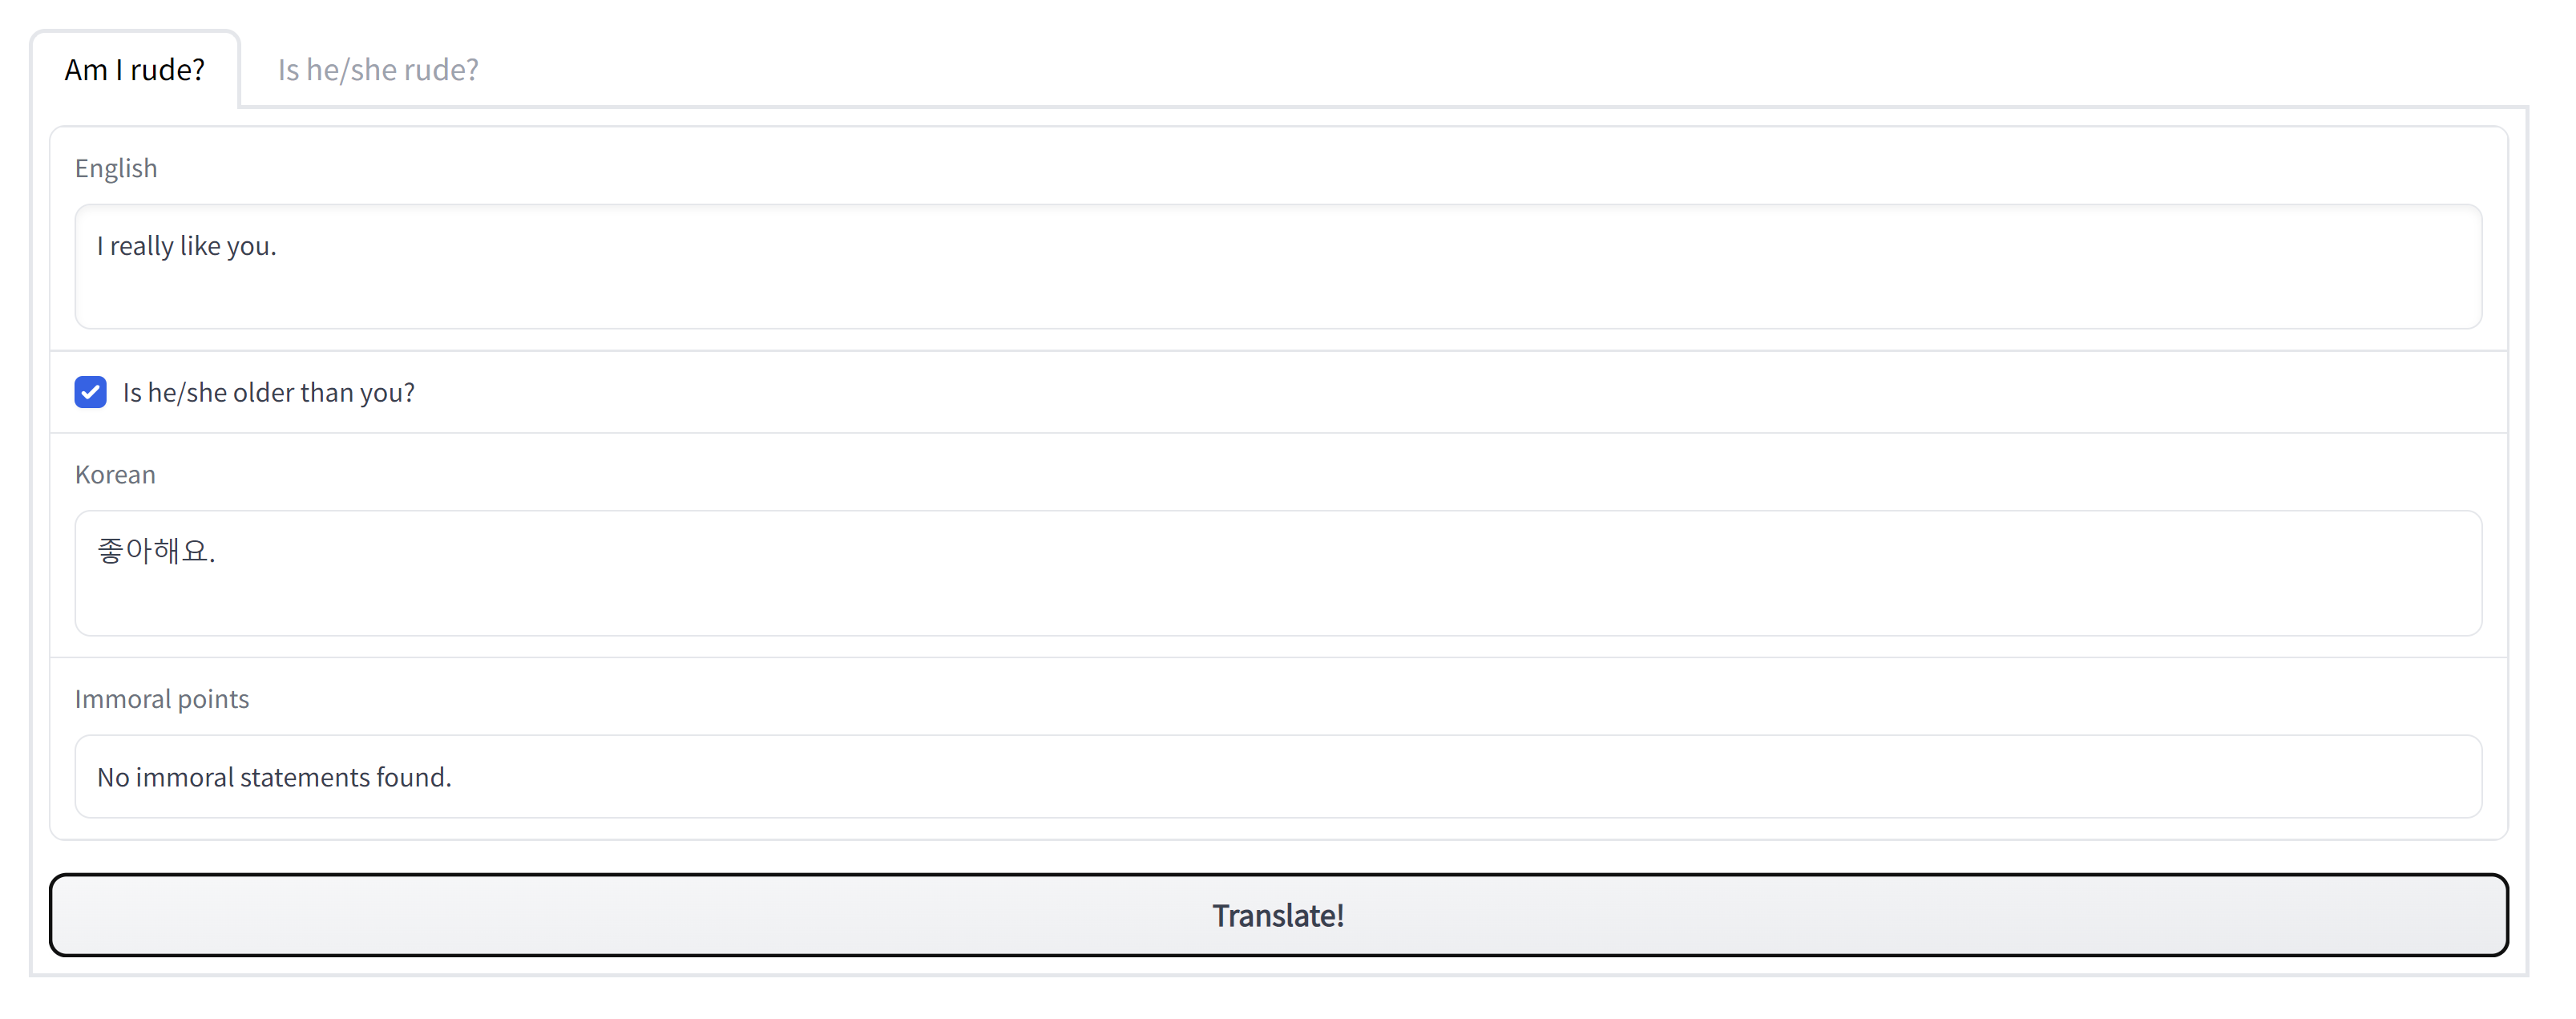 Am I rude?
Is he/she rude?
English
I really like you.
Is he/she older than you?
Korean
좋아해요.
Immoral points
No immoral statements found.
Translate!